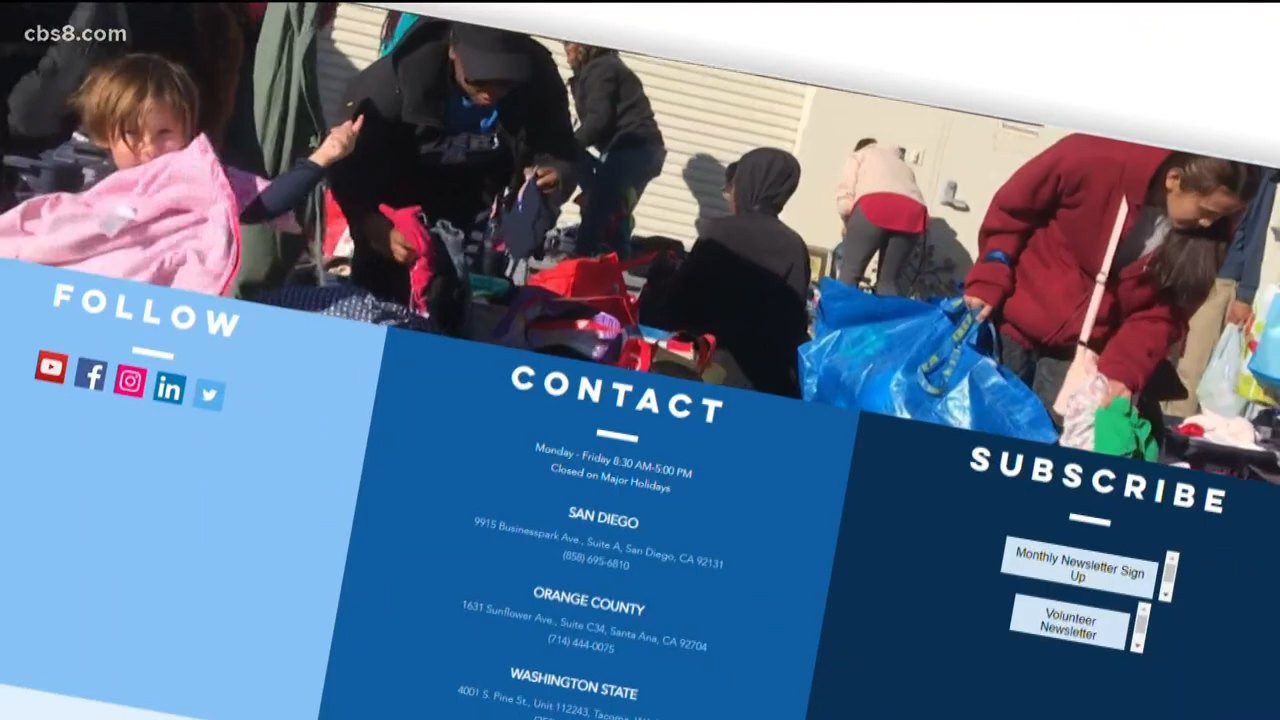 cbs8.com
FOLLOW
CONTACT
Monday - Friday 8:30 AM-5:00 PM
Closed on Major Holidays
SAN DIEGO
9915 Businesspark Ave., Suite A, San Diego, CA 92131
(858) 695-6810
ORANGE COUNTY
1631 Sunflower Ave., Suite C34, Santa Ana, CA 92704
(714) 444-0075
WASHINGTON STATE
4001 S. Pine St., Unit 112243, Tacoma,
SUBSCRIBE
Monthly Newsletter Sign
Up
Volunteer
Newsletter